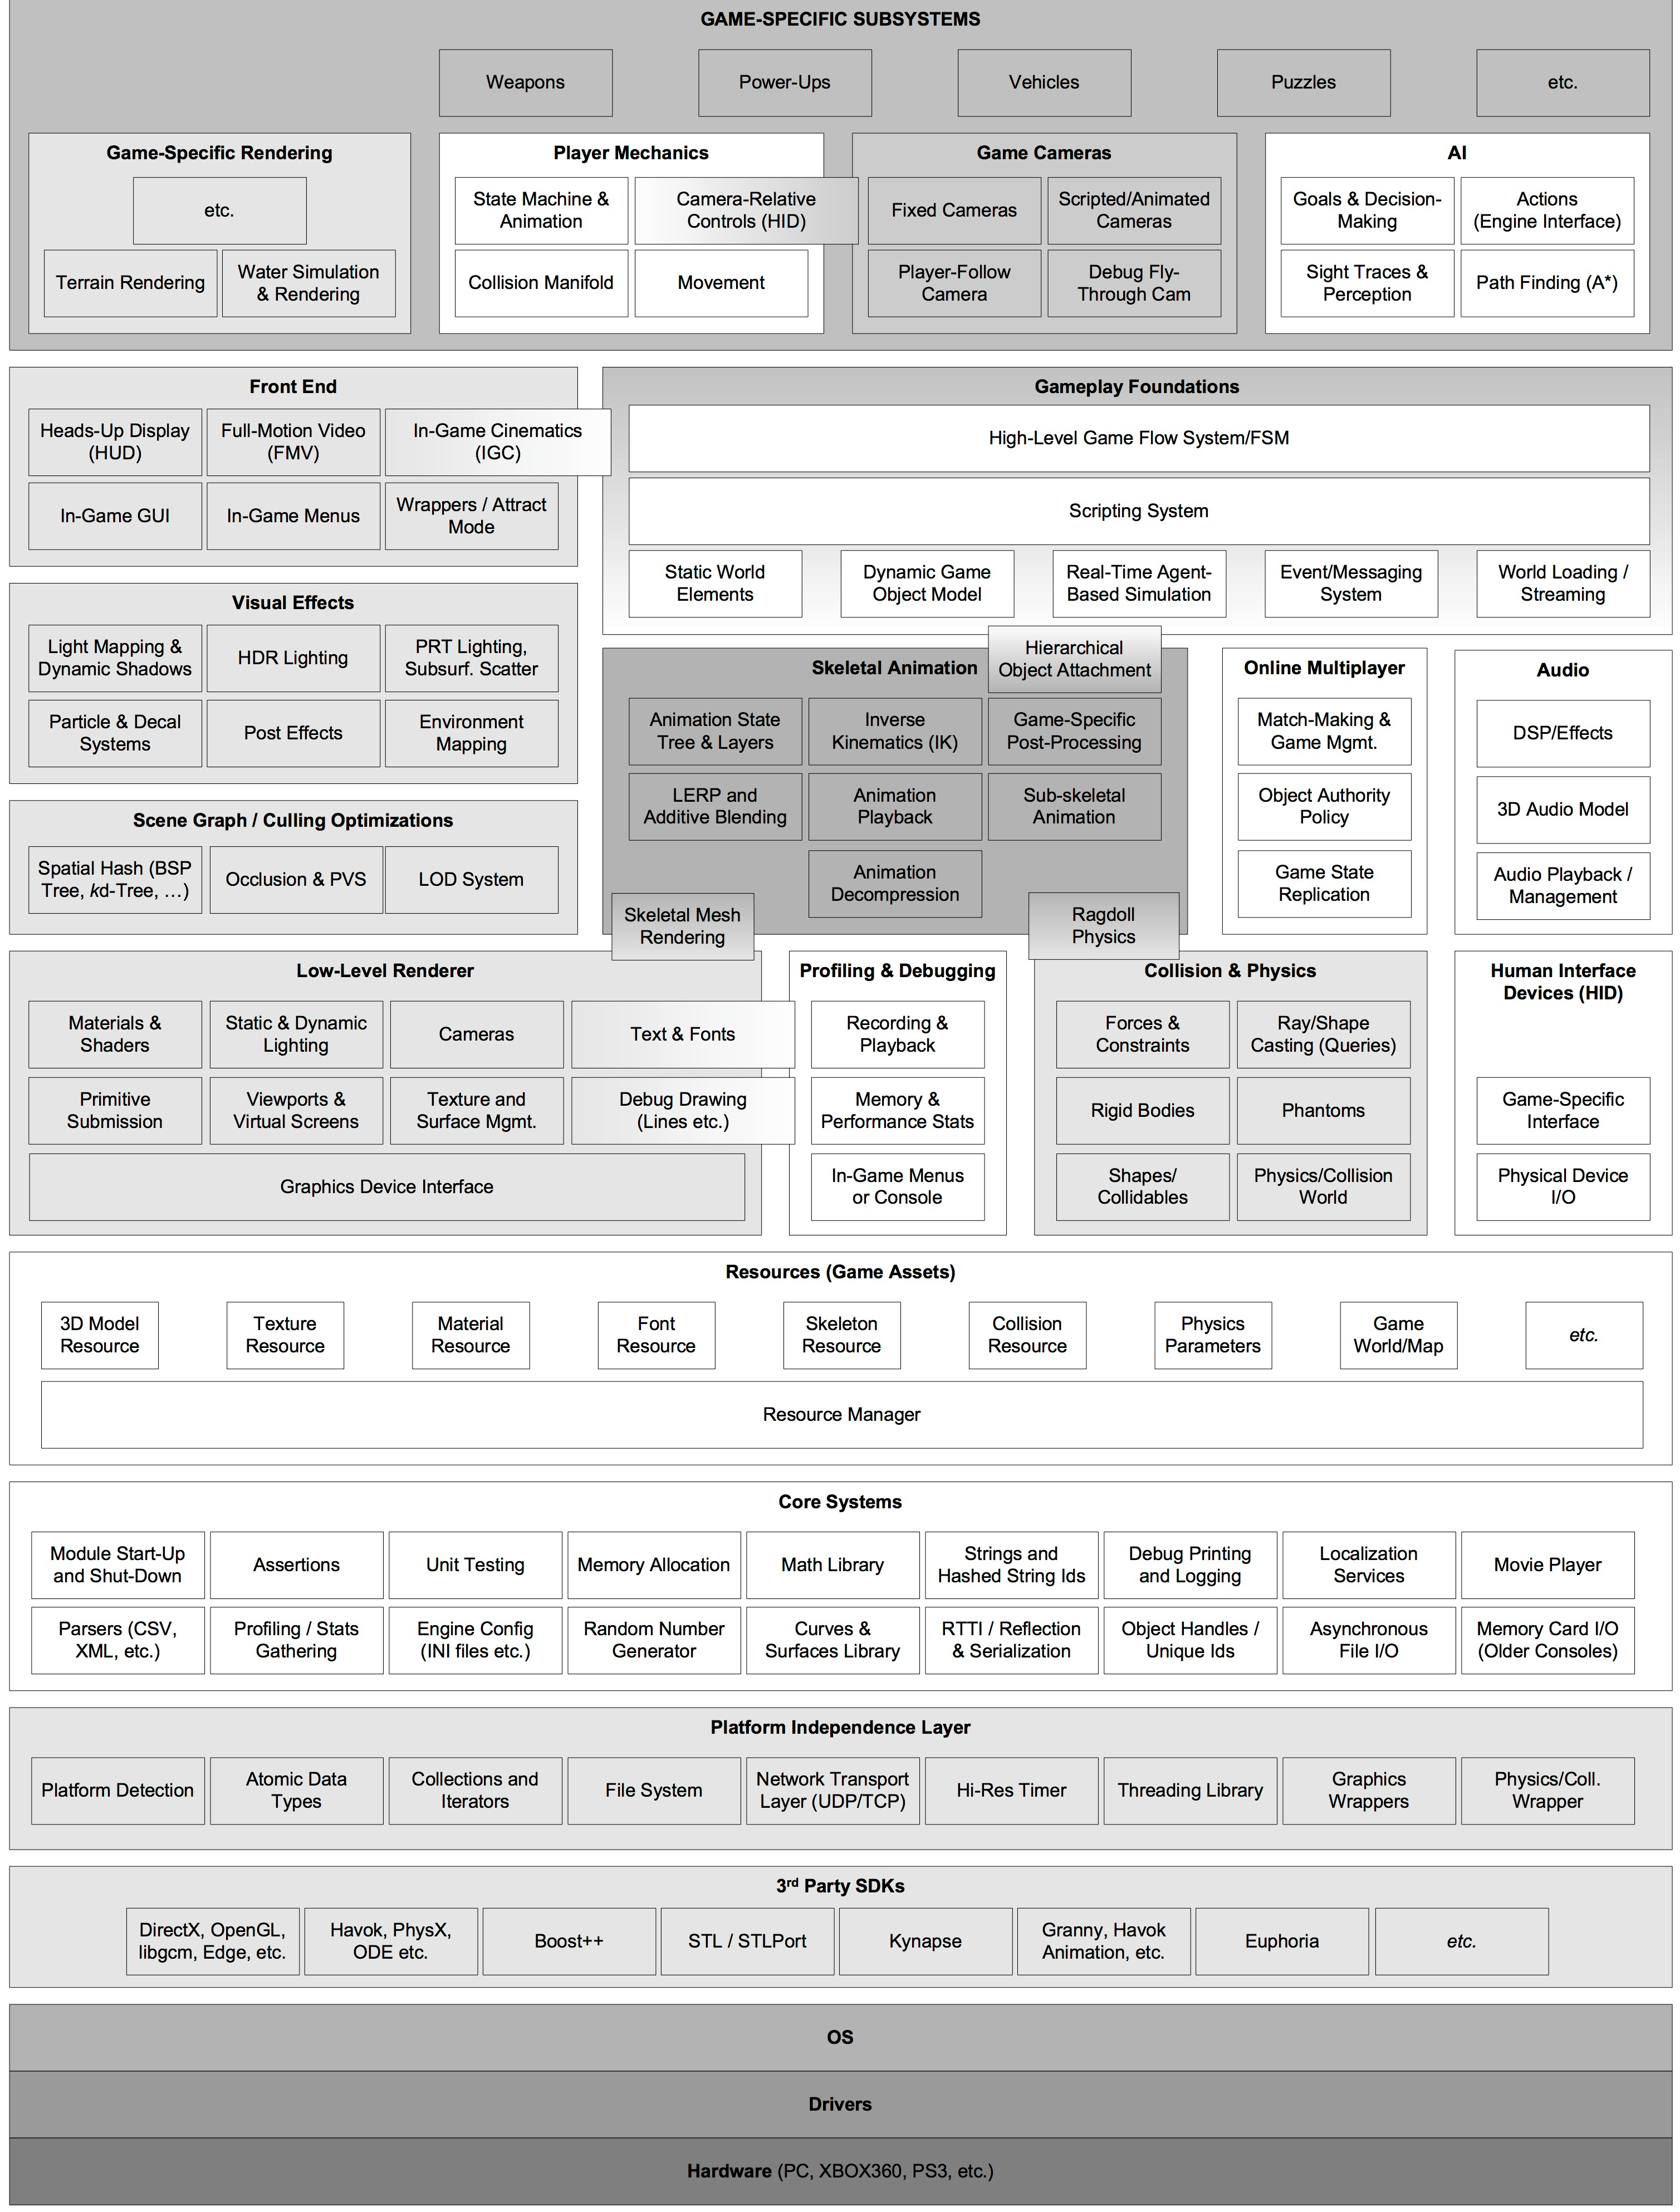 GAME-SPECIFIC SUBSYSTEMS
Weapons
Power-Ups
Vehicles
Puzzles
etc.
Game-Specific Rendering
etc.
Terrain Rendering
Water Simulation
& Rendering
Player Mechanics
State Machine &
Animation
Camera-Relative
Controls (HID)
Collision Manifold
Movement
Game Cameras
Fixed Cameras
Scripted/Animated
Cameras
Player-Follow
Camera
Debug Fly-
Through Cam
AI
Goals & Decision-
Making
Actions
(Engine Interface)
Sight Traces &
Perception
Path Finding (A*)
Front End
Heads-Up Display
(HUD)
Full-Motion Video
(FMV)
In-Game Cinematics
(IGC)
In-Game GUI
In-Game Menus
Wrappers / Attract
Mode
Gameplay Foundations
High-Level Game Flow System/FSM
Scripting System
Static World
Elements
Dynamic Game
Object Model
Real-Time Agent-
Based Simulation
Event/Messaging
System
World Loading /
Streaming
Visual Effects
Light Mapping &
Dynamic Shadows
HDR Lighting
PRT Lighting,
Subsurf. Scatter
Particle & Decal
Systems
Post Effects
Environment
Mapping
Hierarchical
Object Attachment
Skeletal Animation
Animation State
Tree & Layers
Inverse
Kinematics (IK)
Game-Specific
Post-Processing
LERP and
Additive Blending
Animation
Playback
Sub-skeletal
Animation
Animation
Decompression
Online Multiplayer
Match-Making &
Game Mgmt.
Object Authority
Policy
Game State
Replication
Audio
DSP/Effects
3D Audio Model
Audio Playback /
Management
Scene Graph / Culling Optimizations
Spatial Hash (BSP
Tree, kd-Tree, …)
Occlusion & PVS
LOD System
Skeletal Mesh
Rendering
Ragdoll
Physics
Low-Level Renderer
Materials &
Shaders
Static & Dynamic
Lighting
Cameras
Text & Fonts
Primitive
Submission
Viewports &
Virtual Screens
Texture and
Surface Mgmt.
Debug Drawing
(Lines etc.)
Graphics Device Interface
Profiling & Debugging
Recording &
Playback
Memory &
Performance Stats
In-Game Menus
or Console
Collision & Physics
Forces &
Constraints
Ray/Shape
Casting (Queries)
Rigid Bodies
Phantoms
Shapes/
Collidables
Physics/Collision
World
Human Interface
Devices (HID)
Game-Specific
Interface
Physical Device
I/O
Resources (Game Assets)
3D Model
Resource
Texture
Resource
Material
Resource
Font
Resource
Skeleton
Resource
Collision
Resource
Physics
Parameters
Game
World/Map
etc.
Resource Manager
Core Systems
Module Start-Up
and Shut-Down
Assertions
Unit Testing
Memory Allocation
Math Library
Strings and
Hashed String Ids
Debug Printing
and Logging
Localization
Services
Movie Player
Parsers (CSV,
XML, etc.)
Profiling / Stats
Gathering
Engine Config
(INI files etc.)
Random Number
Generator
Curves &
Surfaces Library
RTTI / Reflection
& Serialization
Object Handles /
Unique Ids
Asynchronous
File I/O
Memory Card I/O
(Older Consoles)
Platform Independence Layer
Platform Detection
Atomic Data
Types
Collections and
Iterators
File System
Network Transport
Layer (UDP/TCP)
Hi-Res Timer
Threading Library
Graphics
Wrappers
Physics/Coll.
Wrapper
3rd Party SDKs
DirectX, OpenGL,
libgcm, Edge, etc.
Havok, PhysX,
ODE etc.
Boost++
STL / STLPort
Kynapse
Granny, Havok
Animation, etc.
Euphoria
etc.
OS
Drivers
Hardware (PC, XBOX360, PS3, etc.)